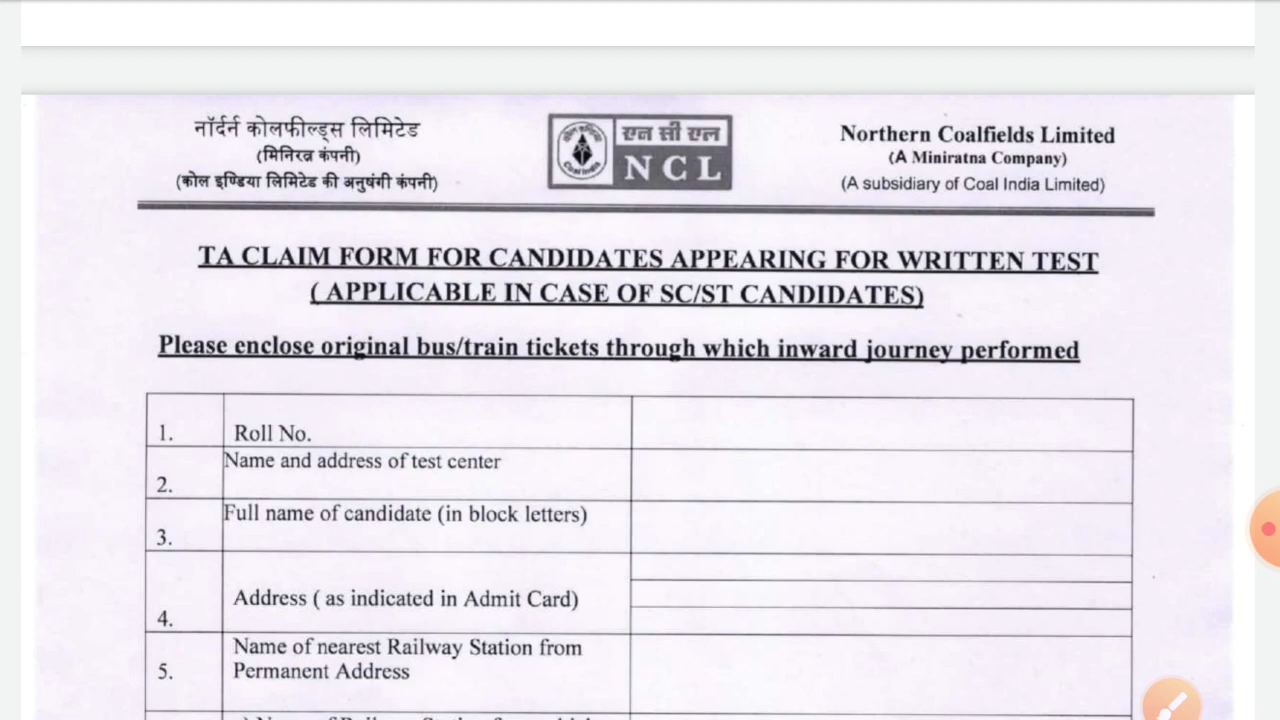 नॉर्दर्न कोलफील्ड्स लिमिटेड
(मिनिरत्न कंपनी)
(कोल इण्डिया लिमिटेड की अनुषंगी कंपनी)
एन सी एल
NCL
Coal India
Northern Coalfields Limited
(A Miniratna Company)
(A subsidiary of Coal India Limited)
TA CLAIM FORM FOR CANDIDATES APPEARING FOR WRITTEN TEST
( APPLICABLE IN CASE OF SC/ST CANDIDATES)
Please enclose original bus/train tickets through which inward journey performed
1. Roll No.
2. Name and address of test center
3. Full name of candidate (in block letters)
4. Address ( as indicated in Admit Card)
5. Name of nearest Railway Station from
Permanent Address